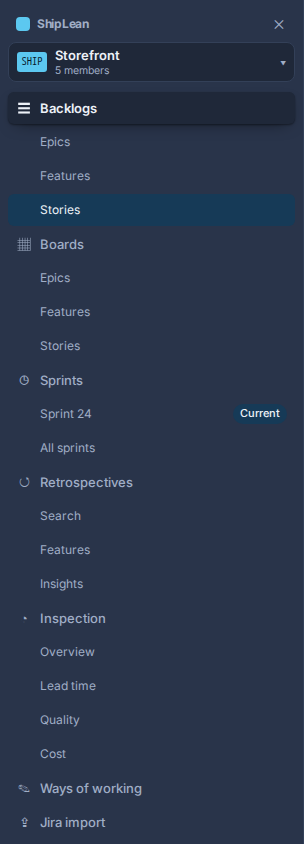 ShipLean
SHIP
Storefront
5 members
Backlogs
Epics
Features
Stories
Boards
Epics
Features
Stories
Sprints
Sprint 24
Current
All sprints
Retrospectives
Search
Features
Insights
Inspection
Overview
Lead time
Quality
Cost
Ways of working
Jira import